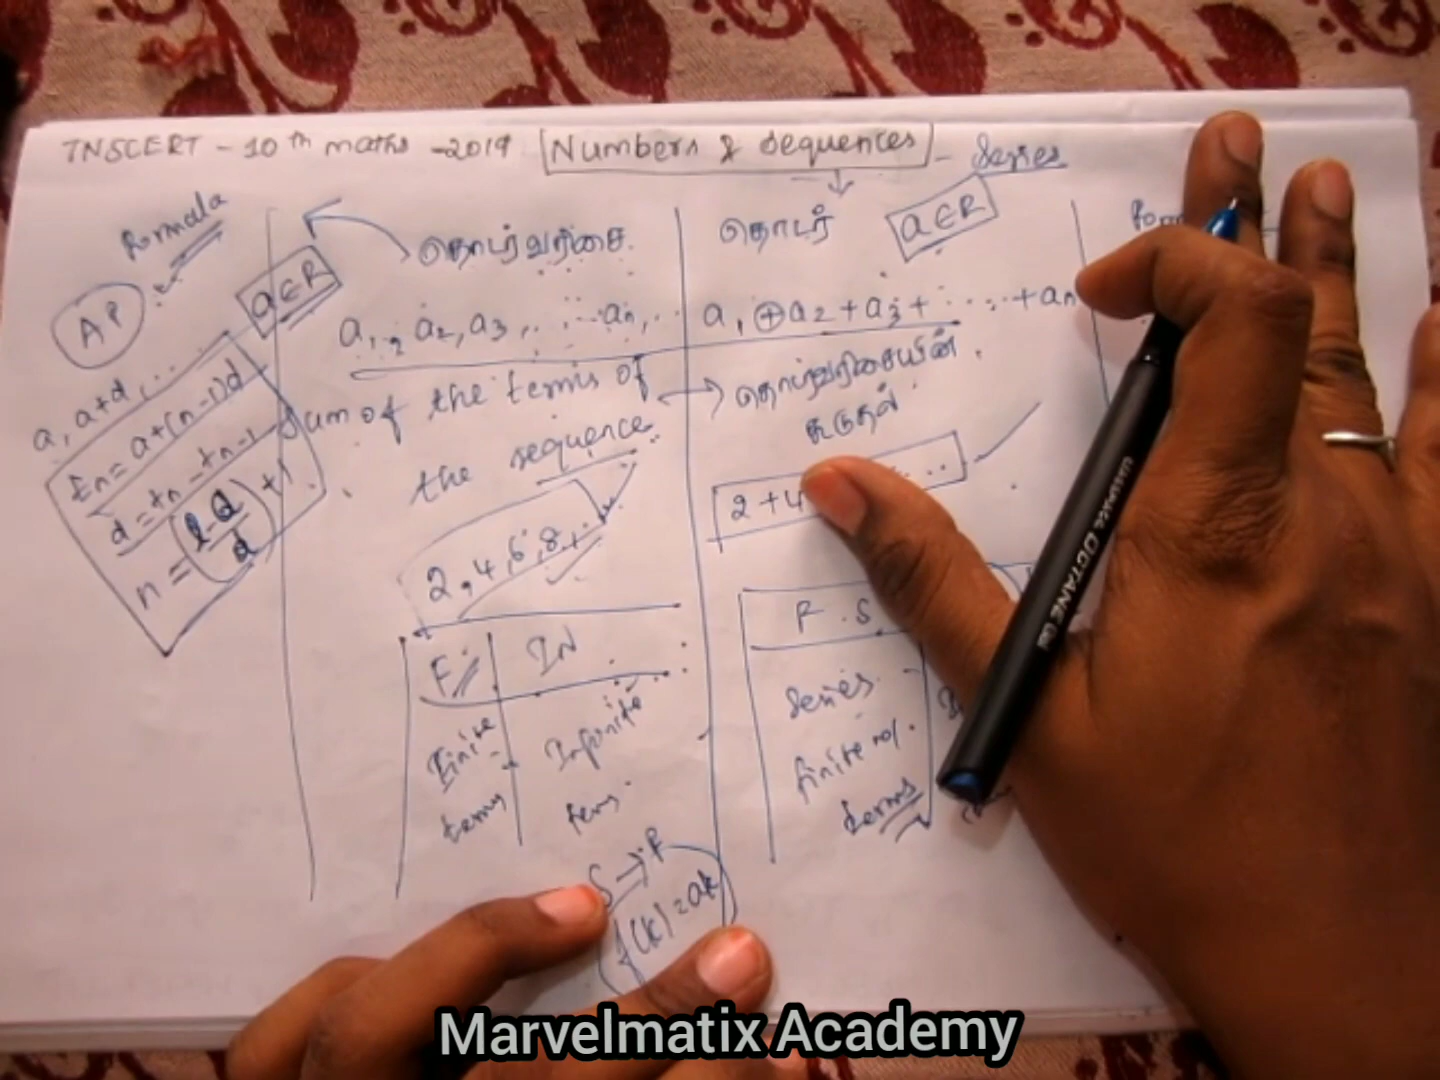 TNSCERT - 10th maths - 2019 Numbers & Sequences - Series
Formula
AP
a, a+d, ...
tn = a+(n-1)d
d = tn - tn-1
n = (l-a/d) + 1
தொடர்வரிசை.
a∈R
a1, a2, a3, ... an, ...
Sum of the terms of
the sequence
2, 4, 6, 8, ...
F IN
Finite
terms
Infinite
S → F
f(k) = ak
தொடர்
a∈R
a1 + a2 + a3 + ... + an
தொடர்வரிசையின்
கூடுதல்
2 + 4
F.S
Series
finite no/.
terms
OCTANE Gel
Marvelmatix Academy